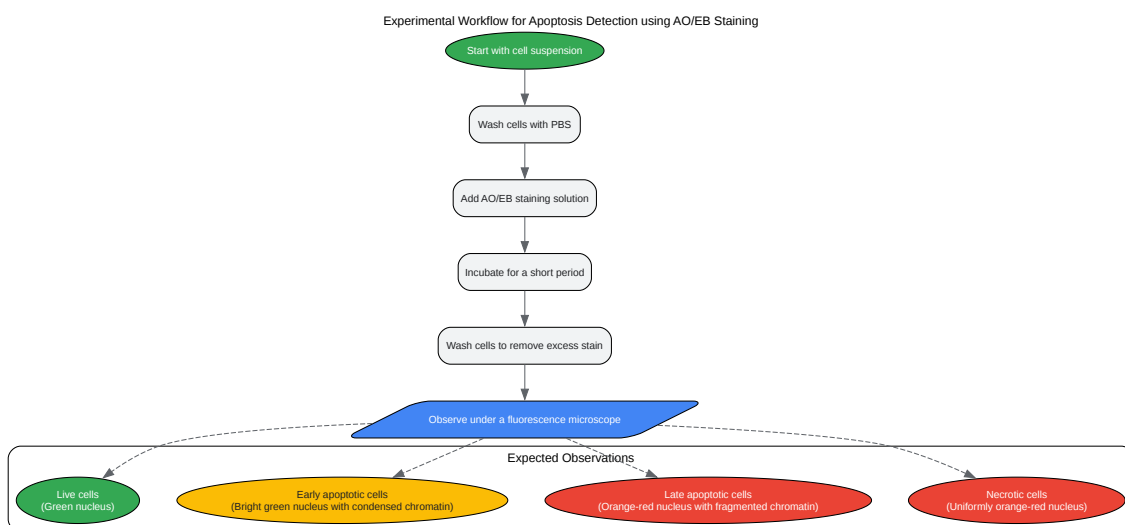 Experimental Workflow for Apoptosis Detection using AO/EB Staining
Start with cell suspension
Wash cells with PBS
Add AO/EB staining solution
Incubate for a short period
Wash cells to remove excess stain
Observe under a fluorescence microscope
Expected Observations
Live cells
(Green nucleus)
Early apoptotic cells
(Bright green nucleus with condensed chromatin)
Late apoptotic cells
(Orange-red nucleus with fragmented chromatin)
Necrotic cells
(Uniformly orange-red nucleus)